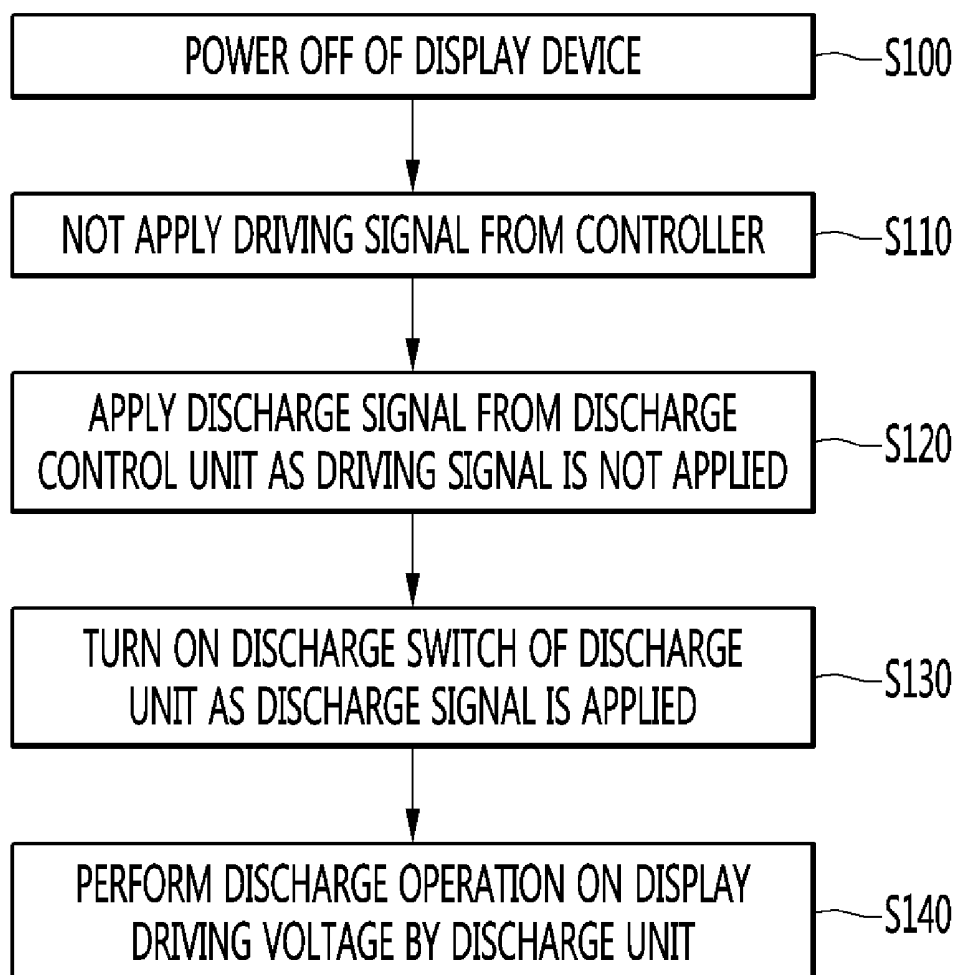 POWER OFF OF DISPLAY DEVICE
S100
NOT APPLY DRIVING SIGNAL FROM CONTROLLER
S110
APPLY DISCHARGE SIGNAL FROM DISCHARGE
CONTROL UNIT AS DRIVING SIGNAL IS NOT APPLIED
S120
TURN ON DISCHARGE SWITCH OF DISCHARGE
UNIT AS DISCHARGE SIGNAL IS APPLIED
S130
PERFORM DISCHARGE OPERATION ON DISPLAY
DRIVING VOLTAGE BY DISCHARGE UNIT
S140